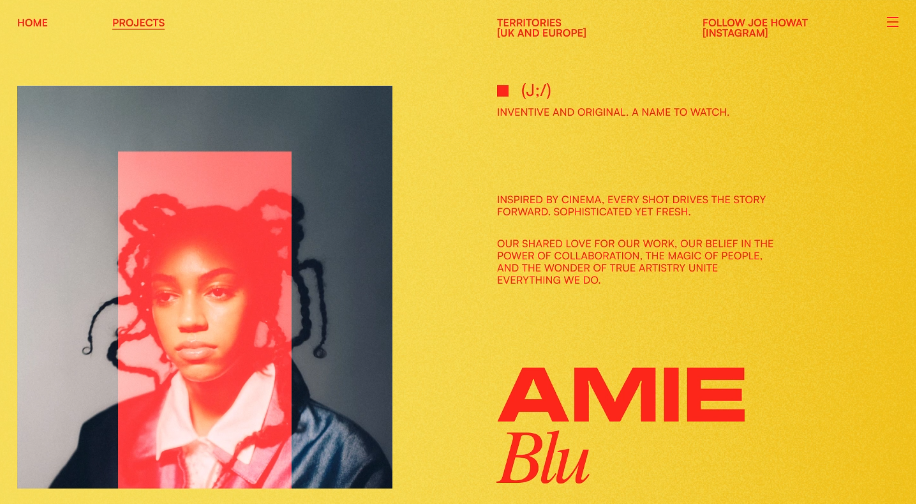 HOME
PROJECTS
TERRITORIES
[UK AND EUROPE]
FOLLOW JOE HOWAT
[INSTAGRAM]
(J;/)
INVENTIVE AND ORIGINAL. A NAME TO WATCH.
INSPIRED BY CINEMA, EVERY SHOT DRIVES THE STORY
FORWARD. SOPHISTICATED YET FRESH.
OUR SHARED LOVE FOR OUR WORK, OUR BELIEF IN THE
POWER OF COLLABORATION, THE MAGIC OF PEOPLE,
AND THE WONDER OF TRUE ARTISTRY UNITE
EVERYTHING WE DO.
AMIE
Blu